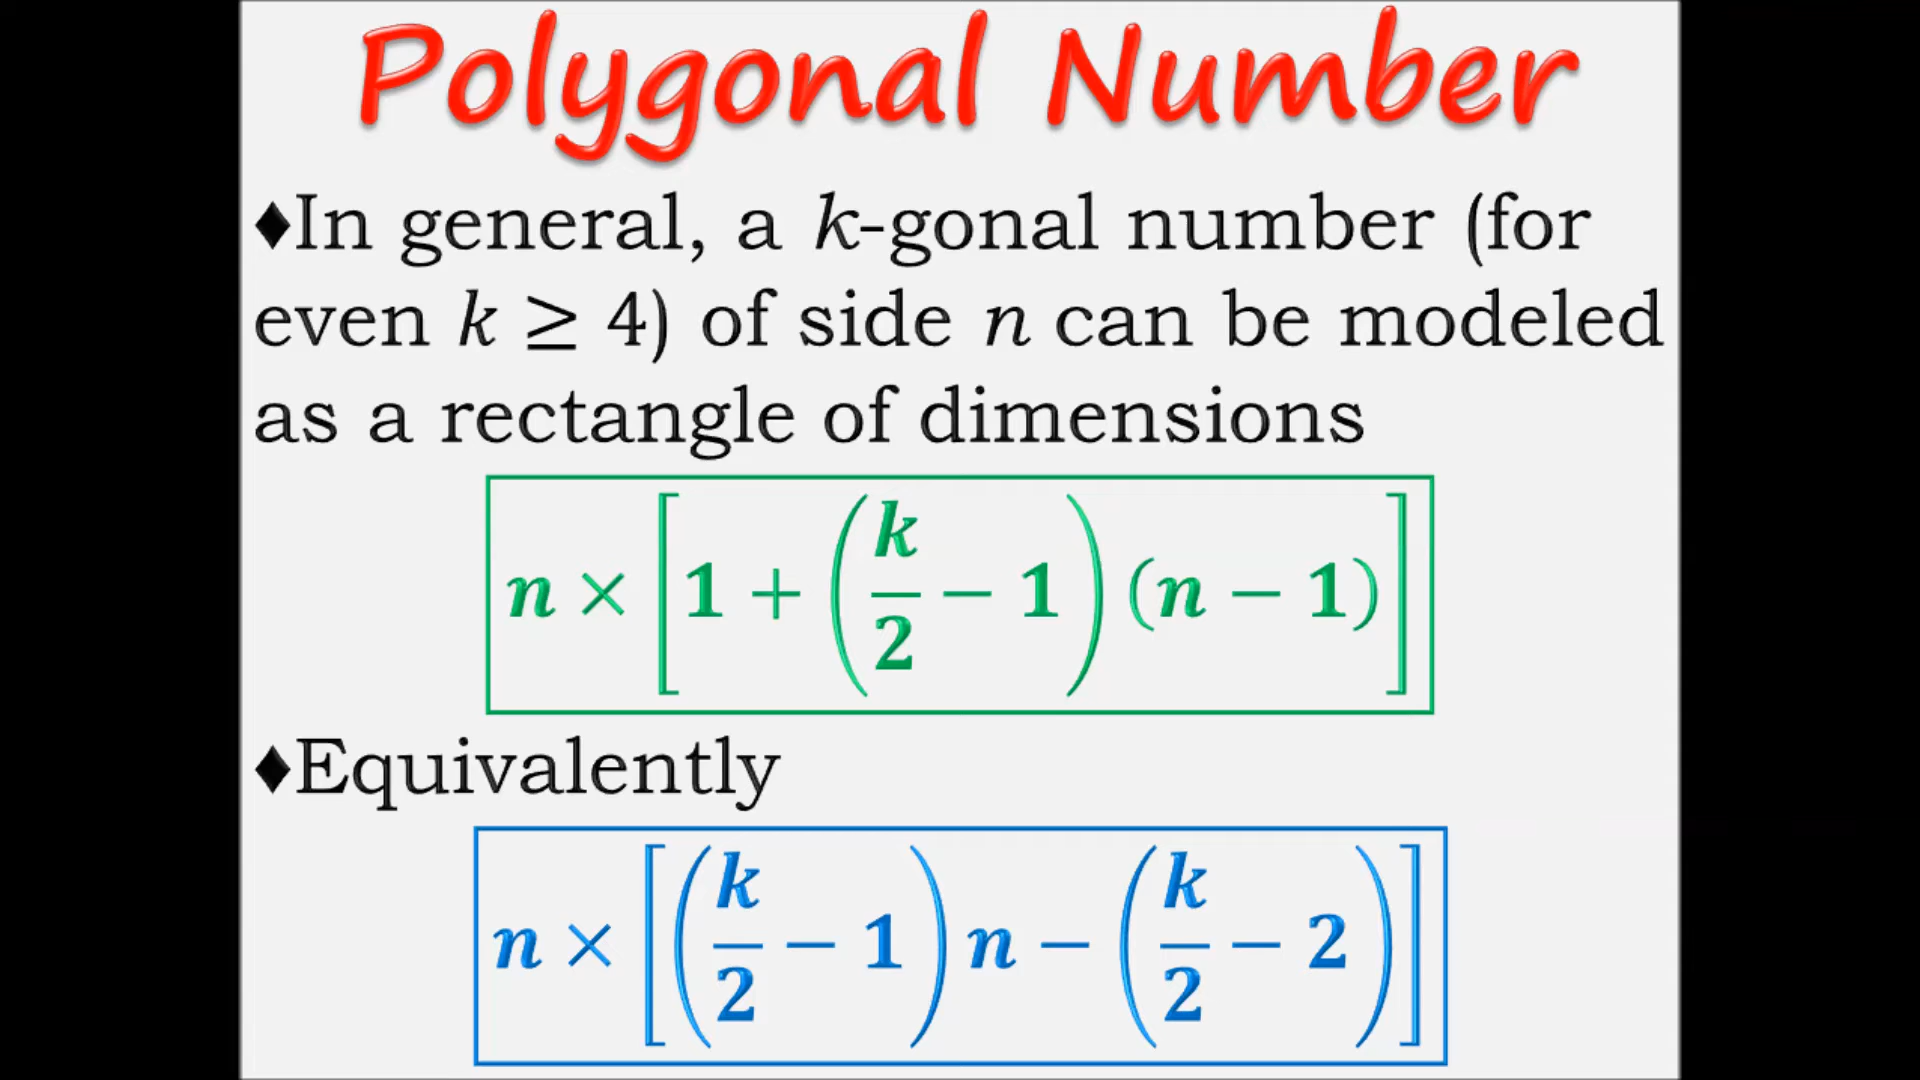 Polygonal Number
♦In general, a k-gonal number (for
even k ≥ 4) of side n can be modeled
as a rectangle of dimensions
n × [1 + (k/2 − 1)(n − 1)]
♦Equivalently
n × [(k/2 − 1)n − (k/2 − 2)]